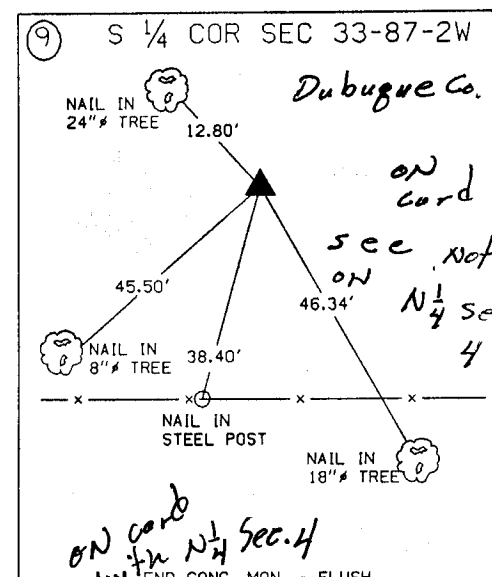 9
S 1/4 COR SEC 33-87-2W
Dubuque Co.
NAIL IN
24"⌀ TREE
12.80'
ON
card
see Not
ON
N 1/4 Se
4
45.50'
46.34'
NAIL IN
8"⌀ TREE
38.40'
NAIL IN
STEEL POST
NAIL IN
18"⌀ TREE
ON card
N 1/4 Sec. 4
END CONC. MON. - FLUSH